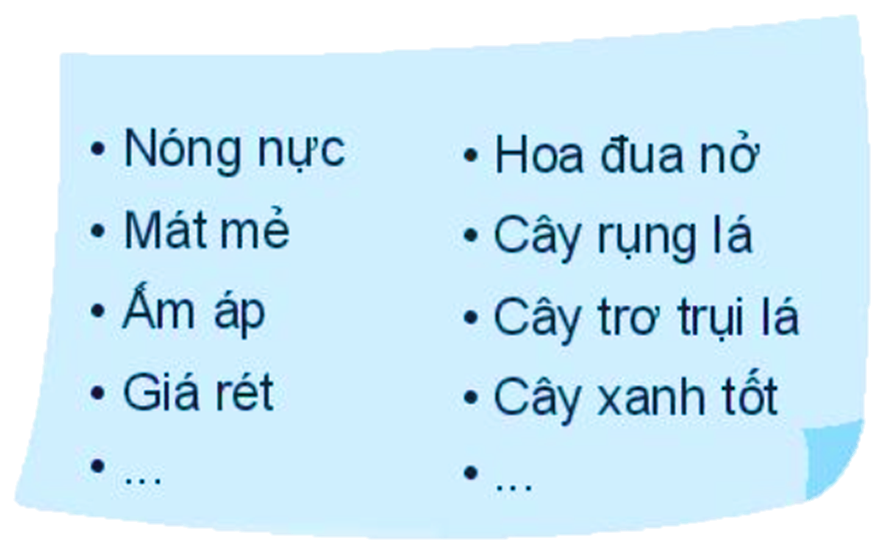 • Nóng nực
• Mát mẻ
• Ấm áp
• Giá rét
• ...
• Hoa đua nở
• Cây rụng lá
• Cây trơ trụi lá
• Cây xanh tốt
• ...